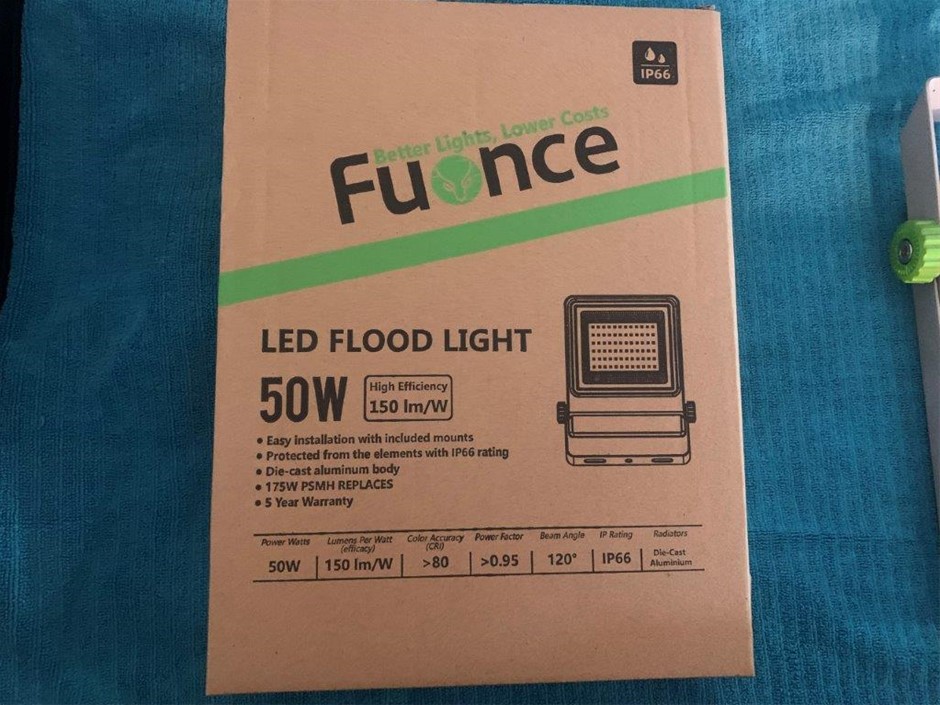 IP66
Better Lights, Lower Costs
Fuonce
LED FLOOD LIGHT
50W
High Efficiency
150 lm/W
• Easy installation with included mounts
• Protected from the elements with IP66 rating
• Die-cast aluminum body
• 175W PSMH REPLACES
• 5 Year Warranty
Power Watts Lumens Per Watt (efficacy) Color Accuracy (CRI) Power Factor Beam Angle IP Rating Radiators
50W 150 lm/W >80 >0.95 120° IP66 Die-Cast Aluminium